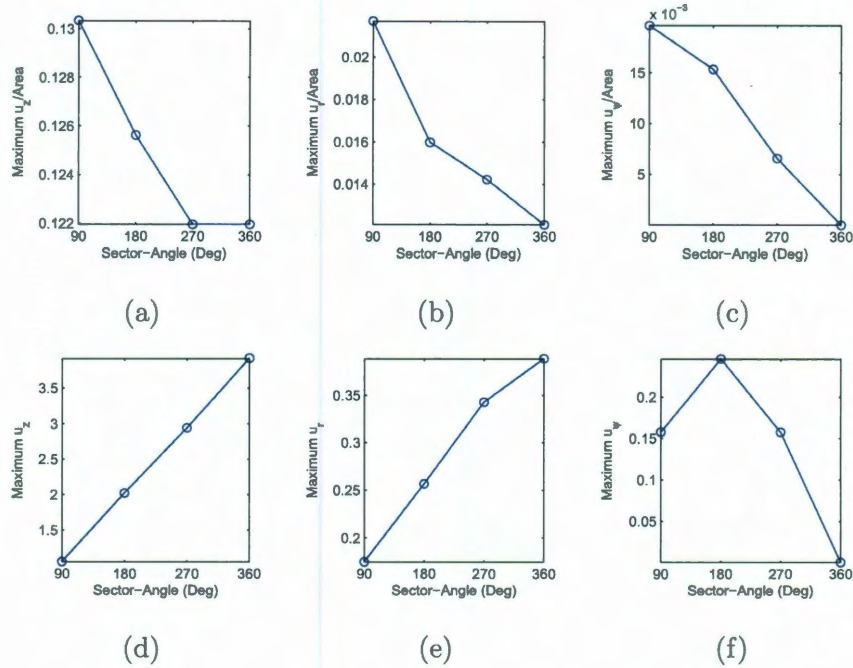 0.13
0.128
0.126
0.124
0.122
Maximum u_z/Area
90 180 270 360
Sector-Angle (Deg)
(a)
0.02
0.018
0.016
0.014
Maximum u_r/Area
90 180 270 360
Sector-Angle (Deg)
(b)
x 10^-3
15
10
5
Maximum u_ψ/Area
90 180 270 360
Sector-Angle (Deg)
(c)
3.5
3
2.5
2
1.5
Maximum u_z
90 180 270 360
Sector-Angle (Deg)
(d)
0.35
0.3
0.25
0.2
Maximum u_r
90 180 270 360
Sector-Angle (Deg)
(e)
0.2
0.15
0.1
0.05
Maximum u_ψ
90 180 270 360
Sector-Angle (Deg)
(f)